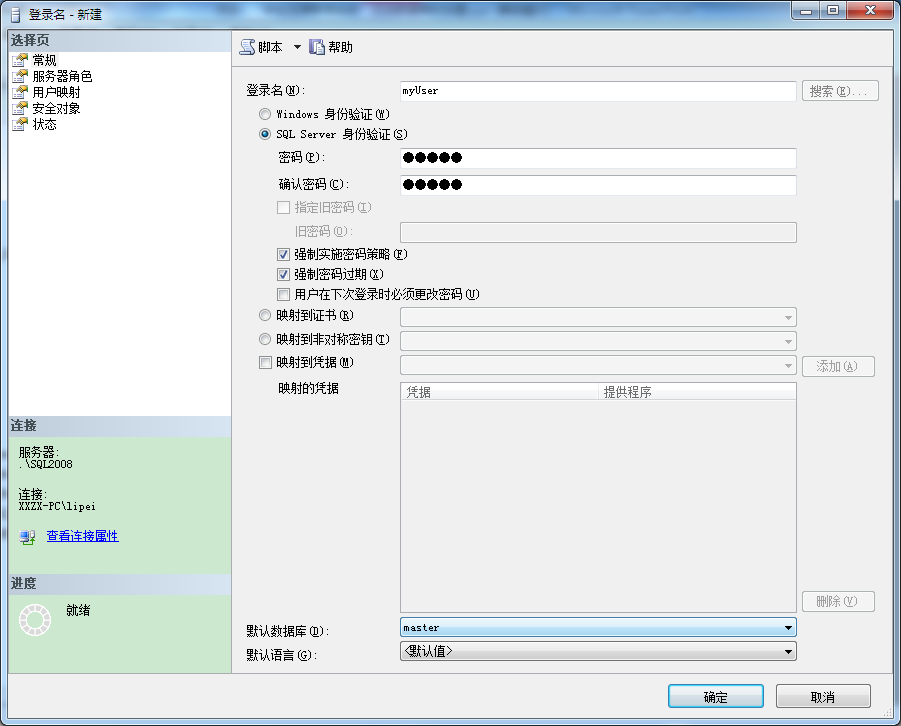 登录名 - 新建
选择页
常规
服务器角色
用户映射
安全对象
状态
脚本 帮助
登录名(N): myUser 搜索(E)...
Windows 身份验证(W)
SQL Server 身份验证(S)
密码(P): ●●●●●
确认密码(C): ●●●●●
指定旧密码(I)
旧密码(O):
强制实施密码策略(F)
强制密码过期(X)
用户在下次登录时必须更改密码(U)
映射到证书(R)
映射到非对称密钥(T)
映射到凭据(M) 添加(A)
映射的凭据 凭据 提供程序
删除(V)
默认数据库(D): master
默认语言(G): <默认值>
连接
服务器:
.\SQL2008
连接:
XXZX-PC\lipei
查看连接属性
进度
就绪
确定 取消